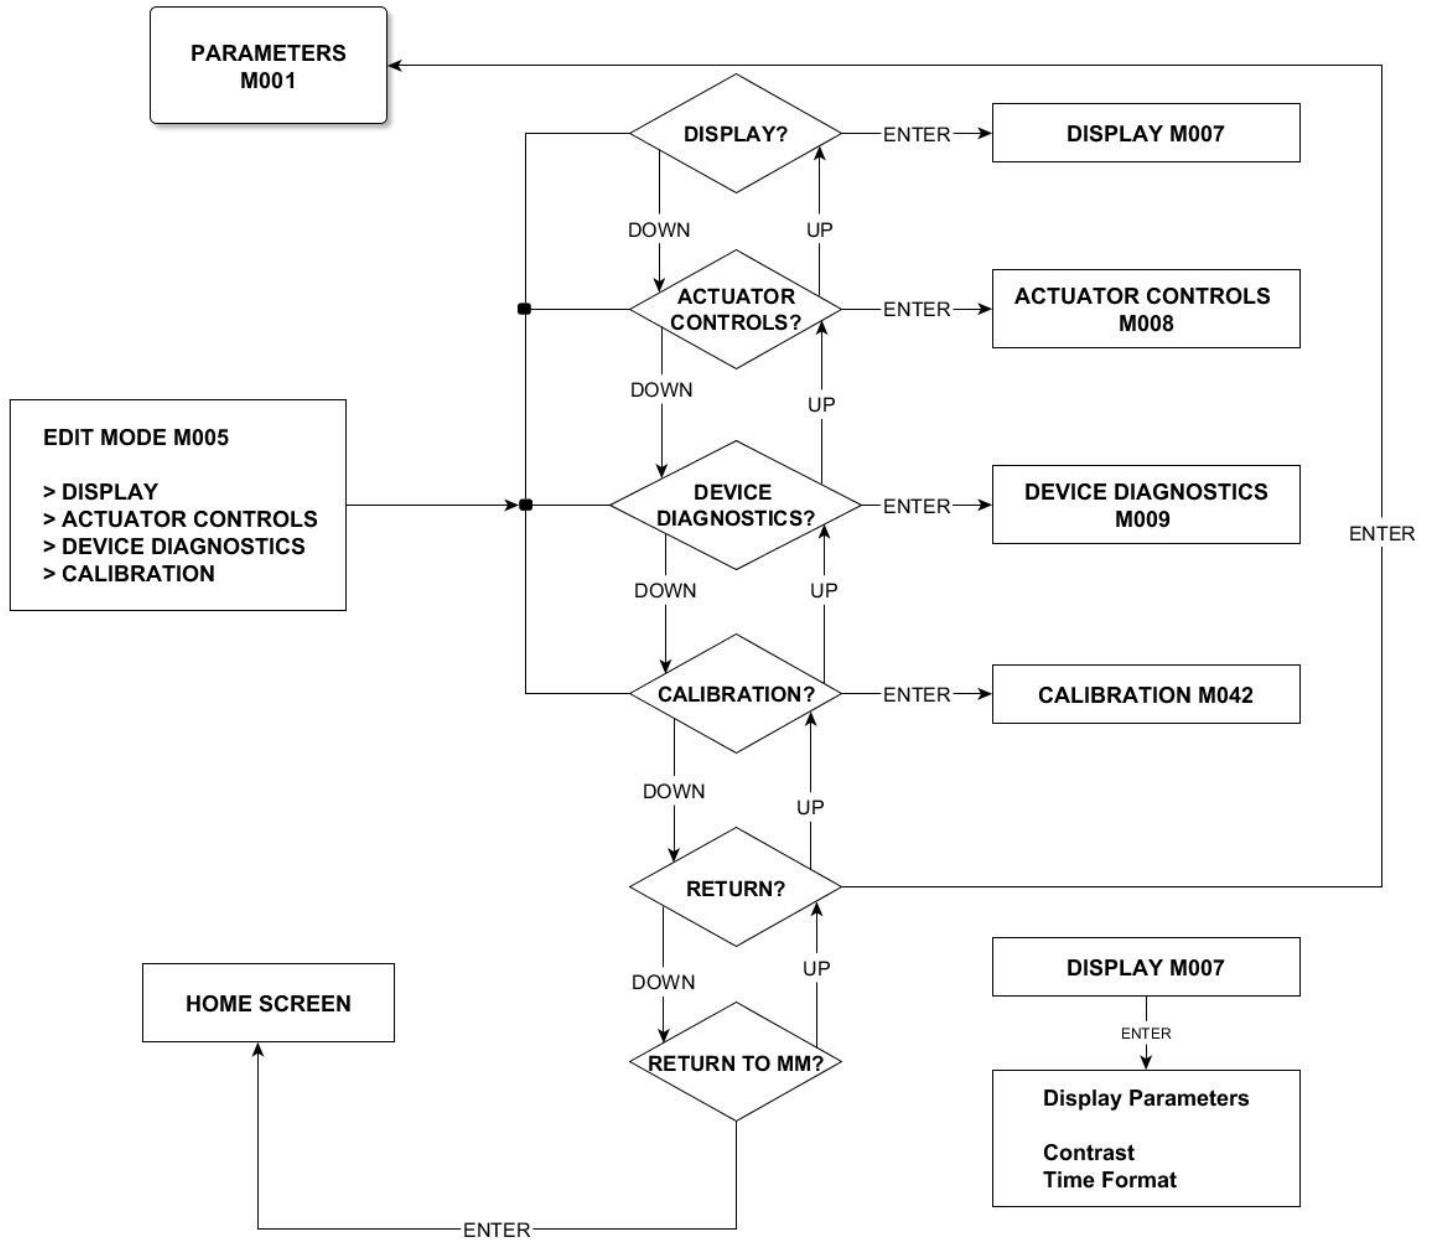 PARAMETERS
M001
DISPLAY?
ENTER
DISPLAY M007
DOWN
UP
ACTUATOR
CONTROLS?
ENTER
ACTUATOR CONTROLS
M008
DOWN
UP
EDIT MODE M005
> DISPLAY
> ACTUATOR CONTROLS
> DEVICE DIAGNOSTICS
> CALIBRATION
DEVICE
DIAGNOSTICS?
ENTER
DEVICE DIAGNOSTICS
M009
ENTER
DOWN
UP
CALIBRATION?
ENTER
CALIBRATION M042
DOWN
UP
RETURN?
DOWN
UP
HOME SCREEN
RETURN TO MM?
ENTER
DISPLAY M007
ENTER
Display Parameters
Contrast
Time Format